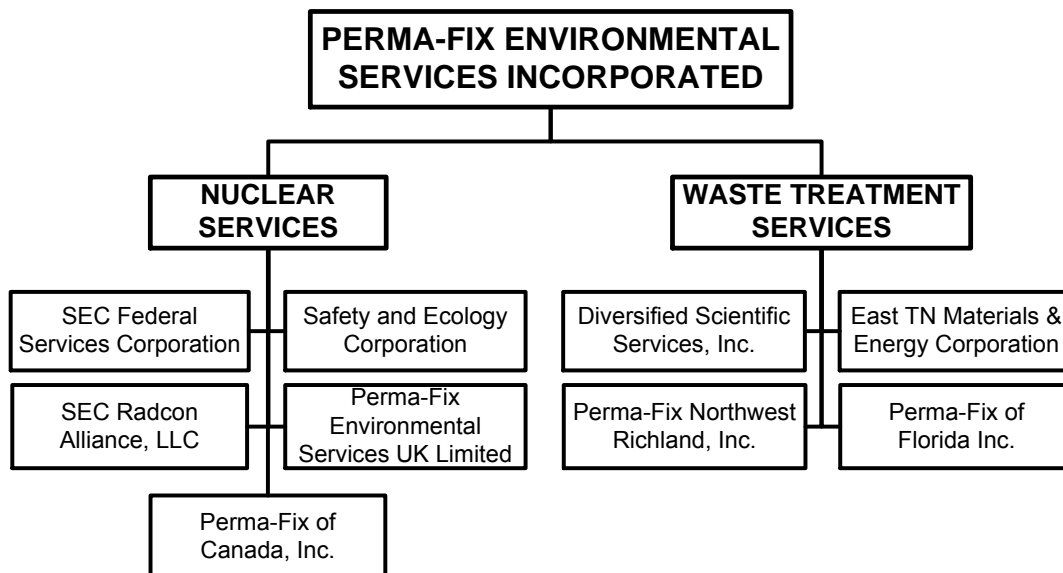 PERMA-FIX ENVIRONMENTAL
SERVICES INCORPORATED
NUCLEAR
SERVICES
WASTE TREATMENT
SERVICES
SEC Federal
Services Corporation
Safety and Ecology
Corporation
Diversified Scientific
Services, Inc.
East TN Materials &
Energy Corporation
SEC Radcon
Alliance, LLC
Perma-Fix
Environmental
Services UK Limited
Perma-Fix Northwest
Richland, Inc.
Perma-Fix of
Florida Inc.
Perma-Fix of
Canada, Inc.